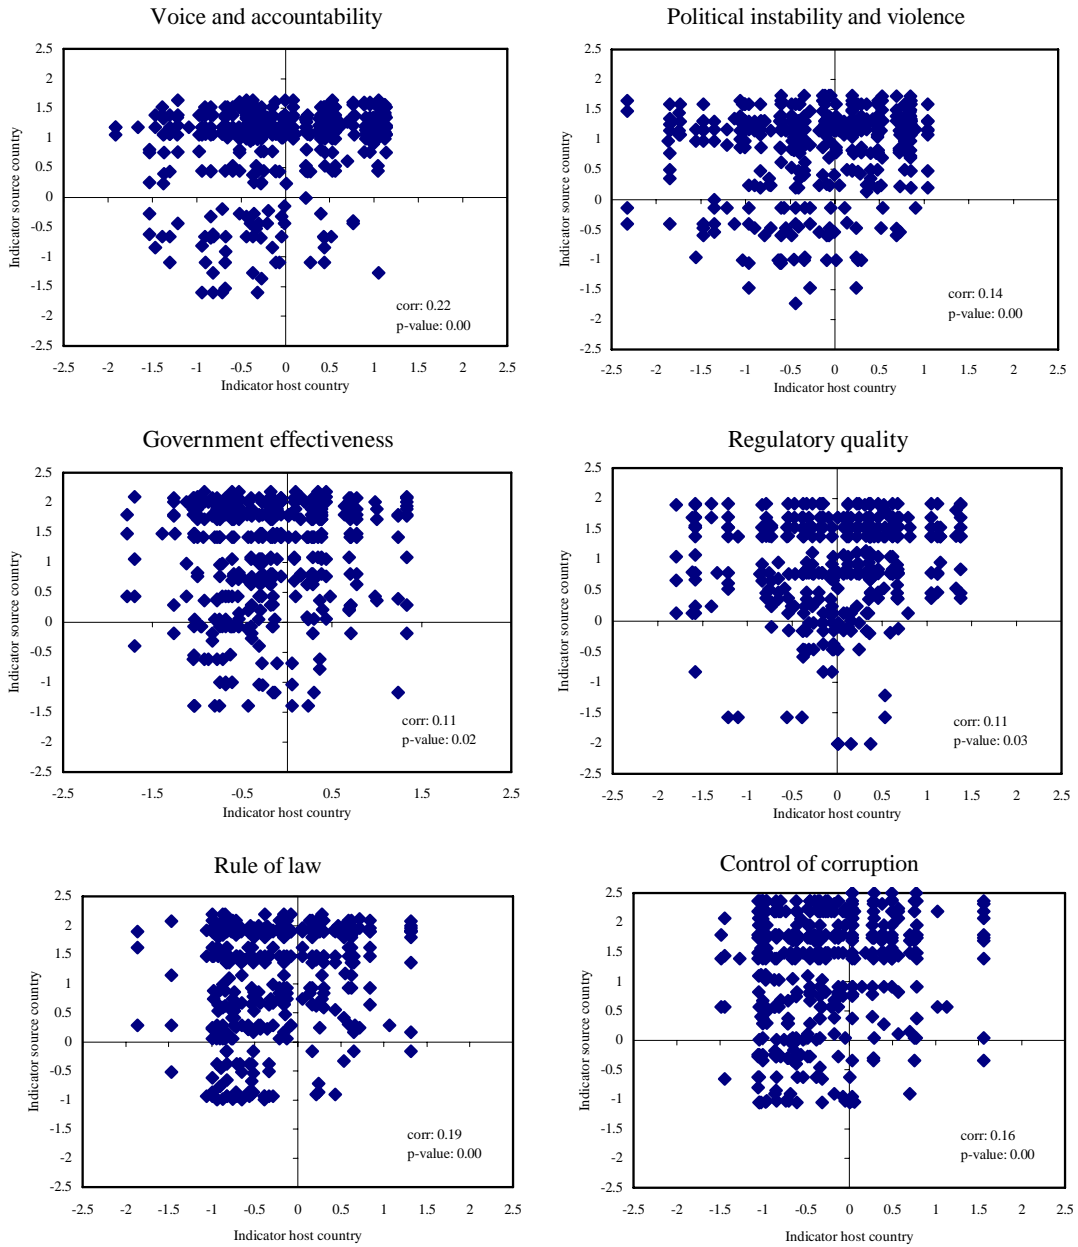 Voice and accountability
2.5
2
1.5
1
0.5
0
-0.5
-1
-1.5
-2
-2.5
-2.5 -2 -1.5 -1 -0.5 0 0.5 1 1.5 2 2.5
Indicator source country
Indicator host country
corr: 0.22
p-value: 0.00
Political instability and violence
2.5
2
1.5
1
0.5
0
-0.5
-1
-1.5
-2
-2.5
-2.5 -2 -1.5 -1 -0.5 0 0.5 1 1.5 2 2.5
Indicator source country
Indicator host country
corr: 0.14
p-value: 0.00
Government effectiveness
2.5
2
1.5
1
0.5
0
-0.5
-1
-1.5
-2
-2.5
-2.5 -1.5 -0.5 0.5 1.5 2.5
Indicator source country
Indicator host country
corr: 0.11
p-value: 0.02
Regulatory quality
2.5
2
1.5
1
0.5
0
-0.5
-1
-1.5
-2
-2.5
-2.5 -2 -1.5 -1 -0.5 0 0.5 1 1.5 2 2.5
Indicator source country
Indicator host country
corr: 0.11
p-value: 0.03
Rule of law
2.5
2
1.5
1
0.5
0
-0.5
-1
-1.5
-2
-2.5
-2.5 -2 -1.5 -1 -0.5 0 0.5 1 1.5 2 2.5
Indicator source country
Indicator host country
corr: 0.19
p-value: 0.00
Control of corruption
2.5
2
1.5
1
0.5
0
-0.5
-1
-1.5
-2
-2.5
-2.5 -2 -1.5 -1 -0.5 0 0.5 1 1.5 2 2.5
Indicator source country
Indicator host country
corr: 0.16
p-value: 0.00